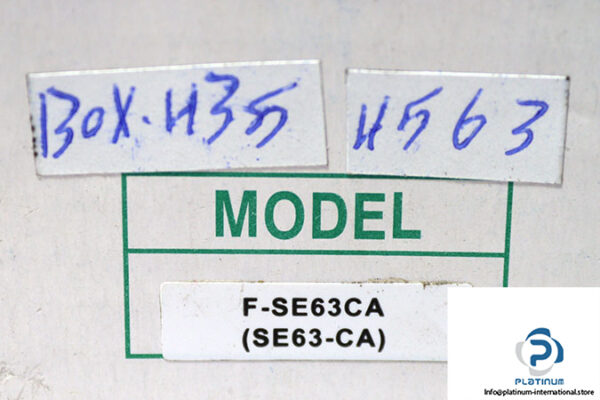 BOX.H35
H563
MODEL
F-SE63CA
(SE63-CA)
PLATINUM
Info@platinum-international.store